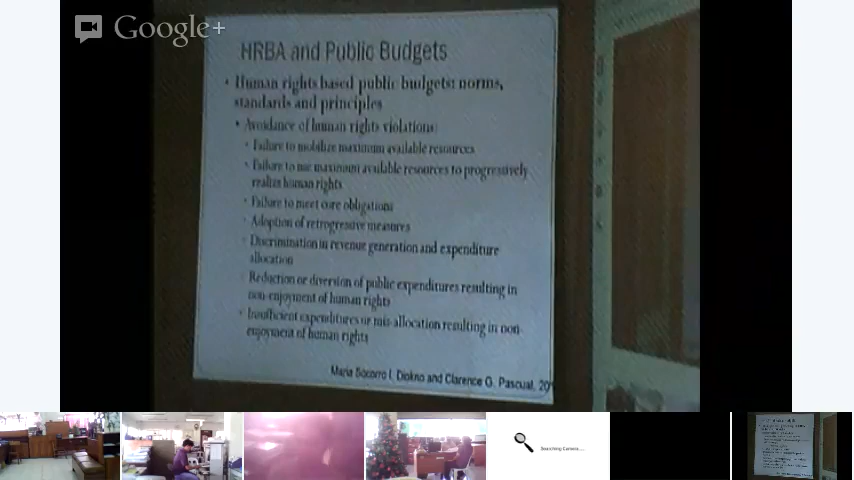 Google+
HRBA and Public Budgets
• Human rights based public budgets: norms,
standards and principles
• Avoidance of human rights violations:
• Failure to mobilize maximum available resources
• Failure to use maximum available resources to progressively
realize human rights
• Failure to meet core obligations
• Adoption of retrogressive measures
• Discrimination in revenue generation and expenditure
allocation
• Reduction or diversion of public expenditures resulting in
non-enjoyment of human rights
• Insufficient expenditures or mis-allocation resulting in non-
enjoyment of human rights
Maria Socorro I. Diokno and Clarence G. Pascual, 20
Searching Camera.....